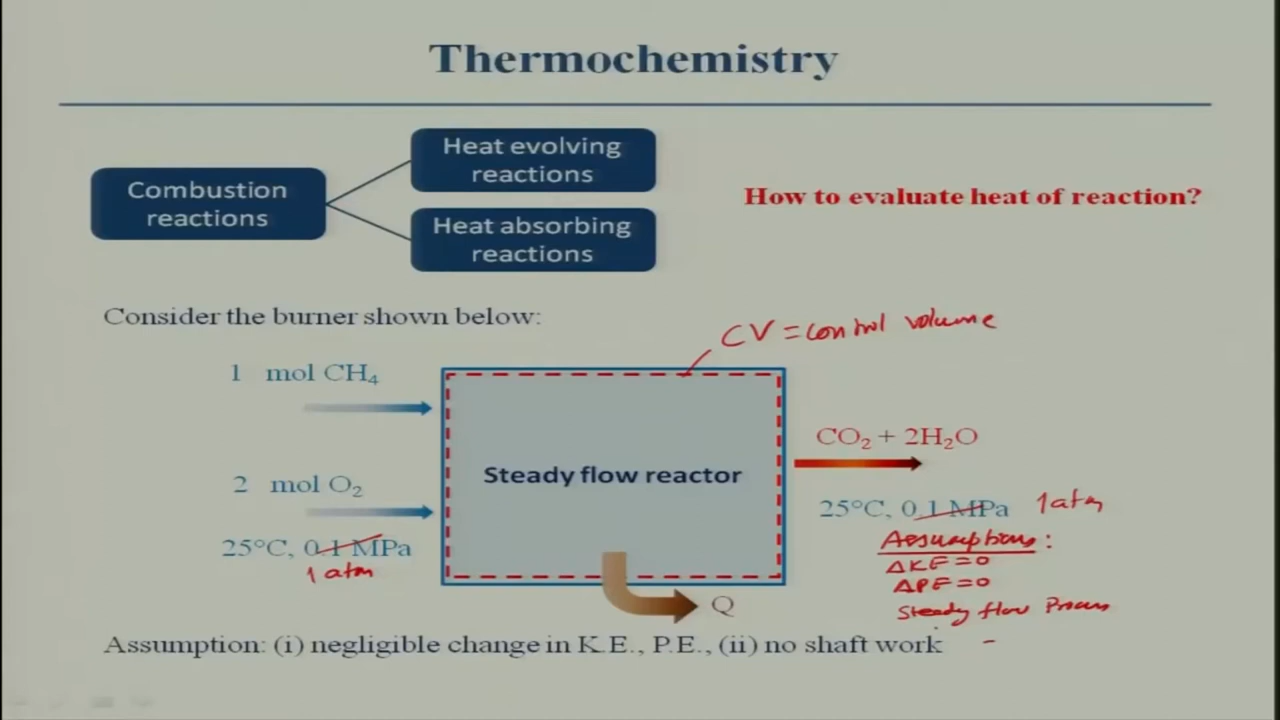 Thermochemistry
Combustion
reactions
Heat evolving
reactions
Heat absorbing
reactions
How to evaluate heat of reaction?
Consider the burner shown below:
CV = control volume
1 mol CH₄
2 mol O₂
25°C, 0.1 MPa
1 atm
Steady flow reactor
CO₂ + 2H₂O
25°C, 0.1 MPa 1 atm
Assumptions:
ΔKE = 0
ΔPE = 0
Steady flow Process
Q
Assumption: (i) negligible change in K.E., P.E., (ii) no shaft work